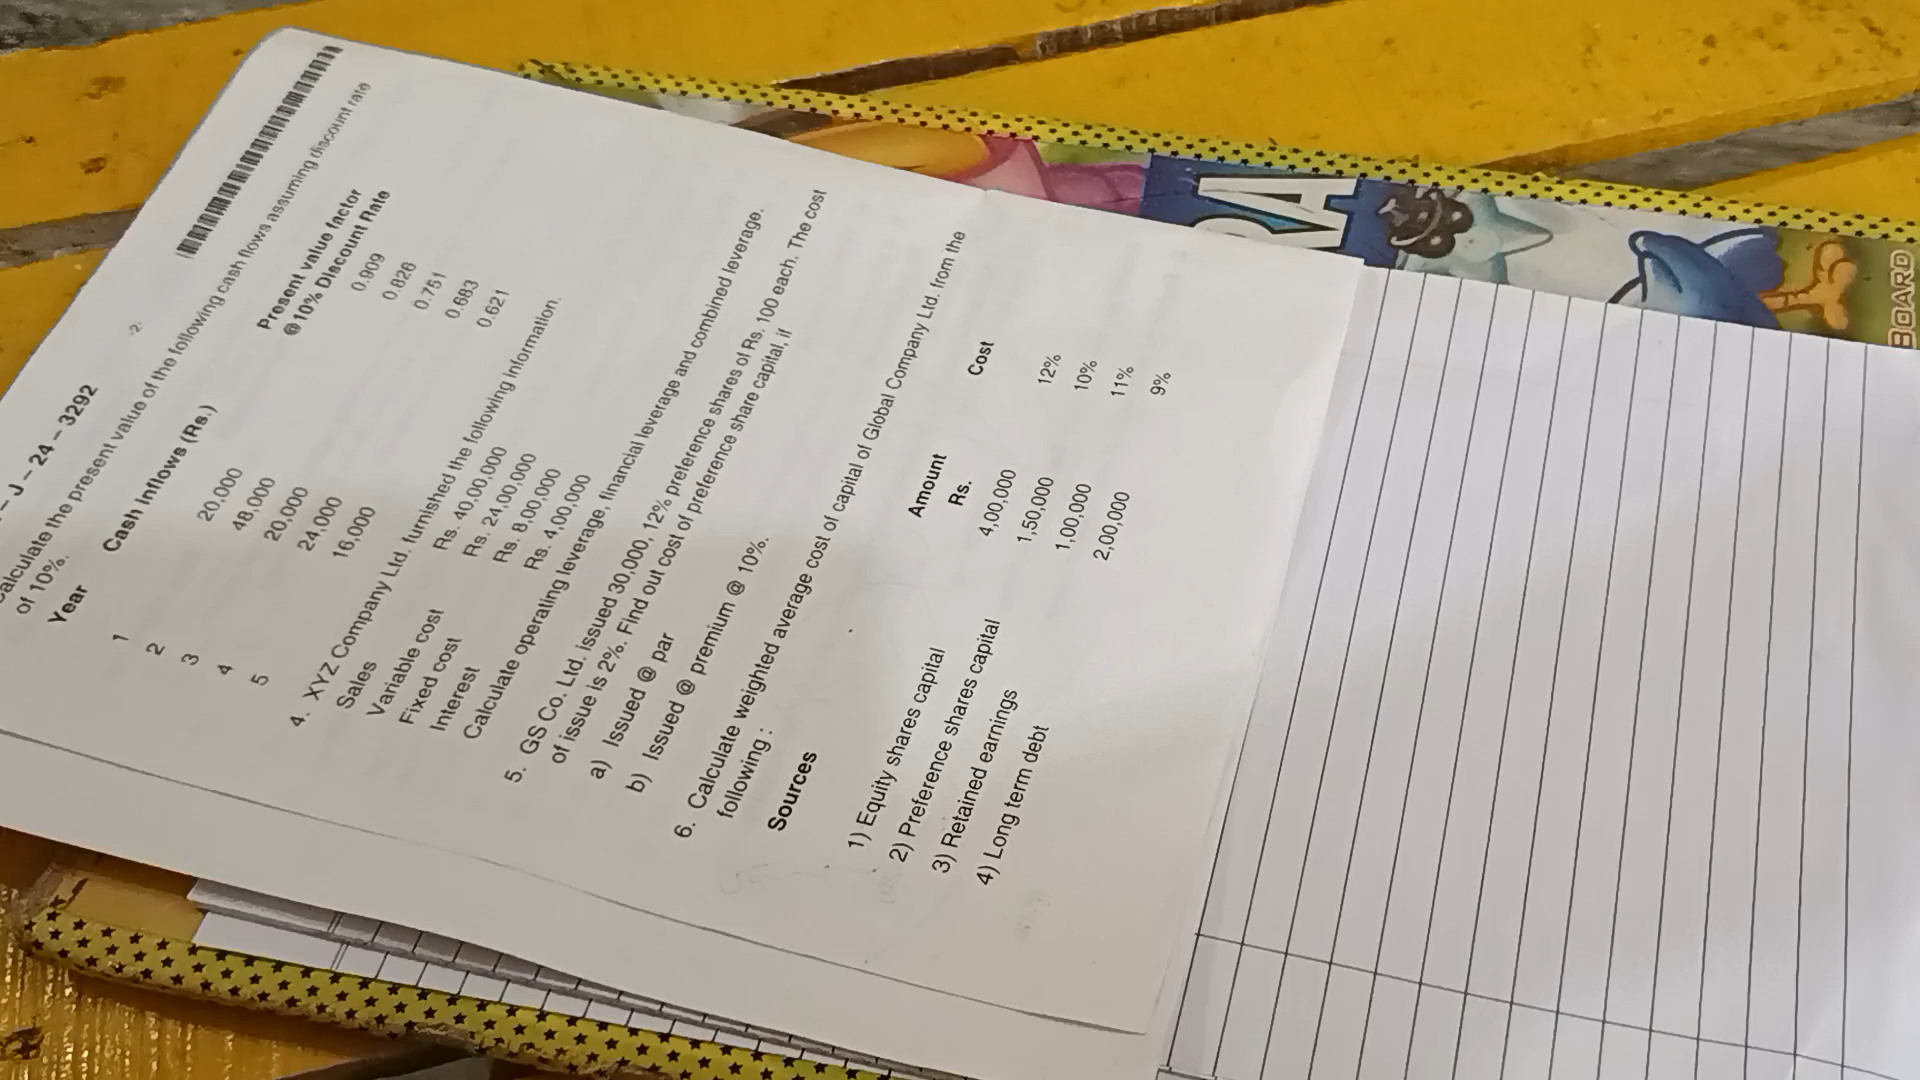 – J – 24 – 3292
-2-
Calculate the present value of the following cash flows assuming discount rate
of 10%.
Year Cash Inflows (Rs.) Present value factor
@ 10% Discount Rate
1 20,000 0.909
2 48,000 0.826
3 20,000 0.751
4 24,000 0.683
5 16,000 0.621
4. XYZ Company Ltd. furnished the following information.
Sales Rs. 40,00,000
Variable cost Rs. 24,00,000
Fixed cost Rs. 8,00,000
Interest Rs. 4,00,000
Calculate operating leverage, financial leverage and combined leverage.
5. GS Co. Ltd. issued 30,000, 12% preference shares of Rs. 100 each. The cost
of issue is 2%. Find out cost of preference share capital, if
a) Issued @ par
b) Issued @ premium @ 10%.
6. Calculate weighted average cost of capital of Global Company Ltd. from the
following :
Sources Amount Cost
Rs.
1) Equity shares capital 4,00,000 12%
2) Preference shares capital 1,50,000 10%
3) Retained earnings 1,00,000 11%
4) Long term debt 2,00,000 9%
BOARD